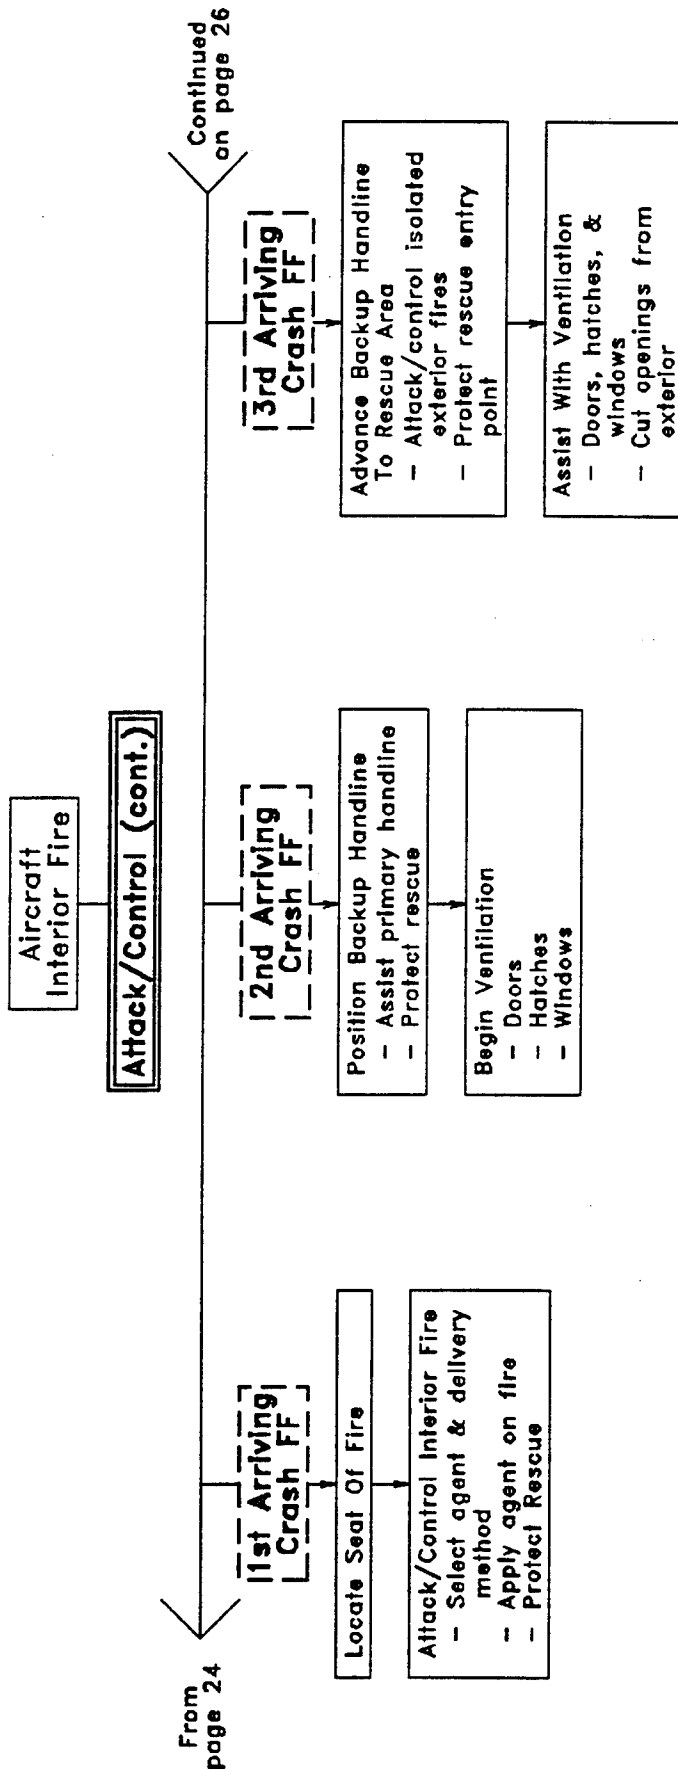 Aircraft
Interior Fire
Attack/Control (cont.)
From
page 24
Continued
on page 26
1st Arriving
Crash FF
Locate Seat Of Fire
Attack/Control Interior Fire
- Select agent & delivery
method
- Apply agent on fire
- Protect Rescue
2nd Arriving
Crash FF
Position Backup Handline
- Assist primary handline
- Protect rescue
Begin Ventilation
- Doors
- Hatches
- Windows
3rd Arriving
Crash FF
Advance Backup Handline
To Rescue Area
- Attack/control isolated
exterior fires
- Protect rescue entry
point
Assist With Ventilation
- Doors, hatches, &
windows
- Cut openings from
exterior